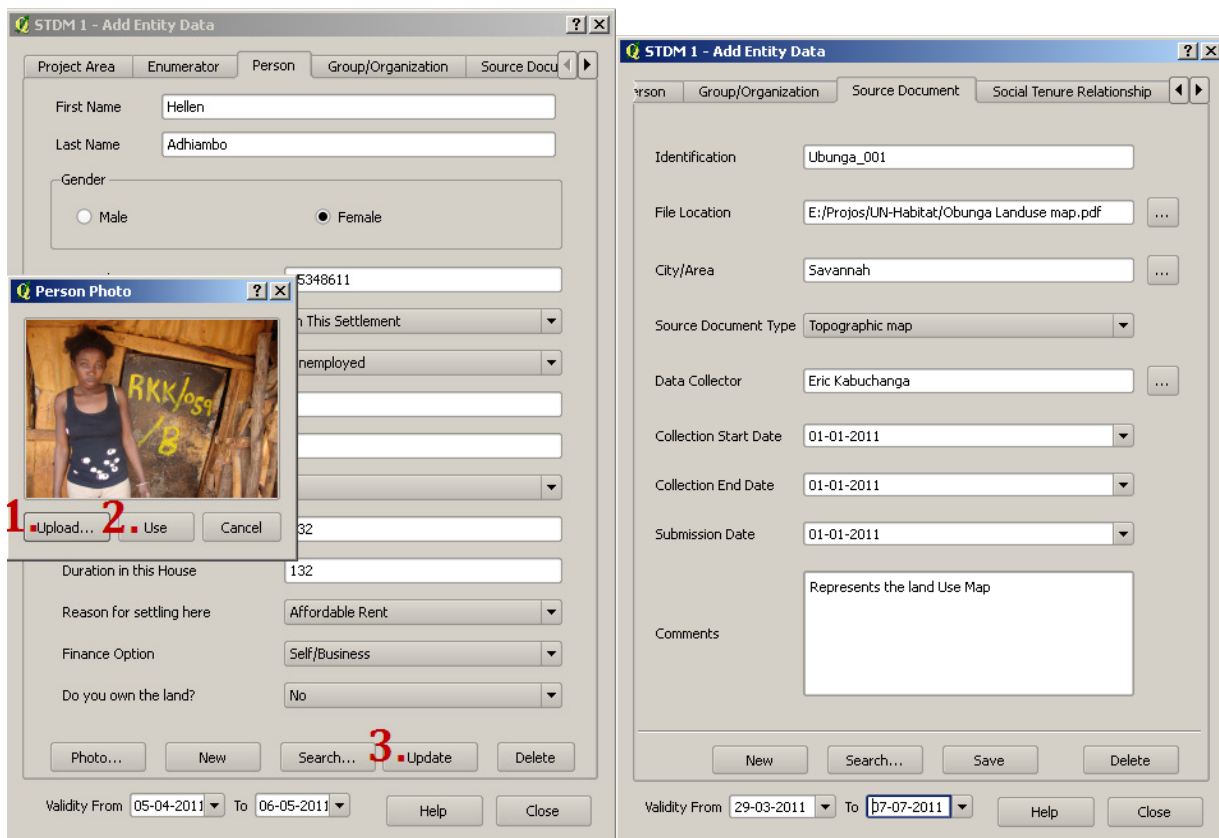 STDM 1 - Add Entity Data
Project Area Enumerator Person Group/Organization Source Docu
First Name Hellen
Last Name Adhiambo
Gender
Male Female
5348611
Person Photo
n This Settlement
nemployed
RKK/059
/B
1. Upload... 2. Use Cancel
32
Duration in this House 132
Reason for settling here Affordable Rent
Finance Option Self/Business
Do you own the land? No
Photo... New Search... 3. Update Delete
Validity From 05-04-2011 To 06-05-2011 Help Close
STDM 1 - Add Entity Data
erson Group/Organization Source Document Social Tenure Relationship
Identification Ubunga_001
File Location E:/Projos/UN-Habitat/Obunga Landuse map.pdf ...
City/Area Savannah ...
Source Document Type Topographic map
Data Collector Eric Kabuchanga ...
Collection Start Date 01-01-2011
Collection End Date 01-01-2011
Submission Date 01-01-2011
Comments Represents the land Use Map
New Search... Save Delete
Validity From 29-03-2011 To 07-07-2011 Help Close